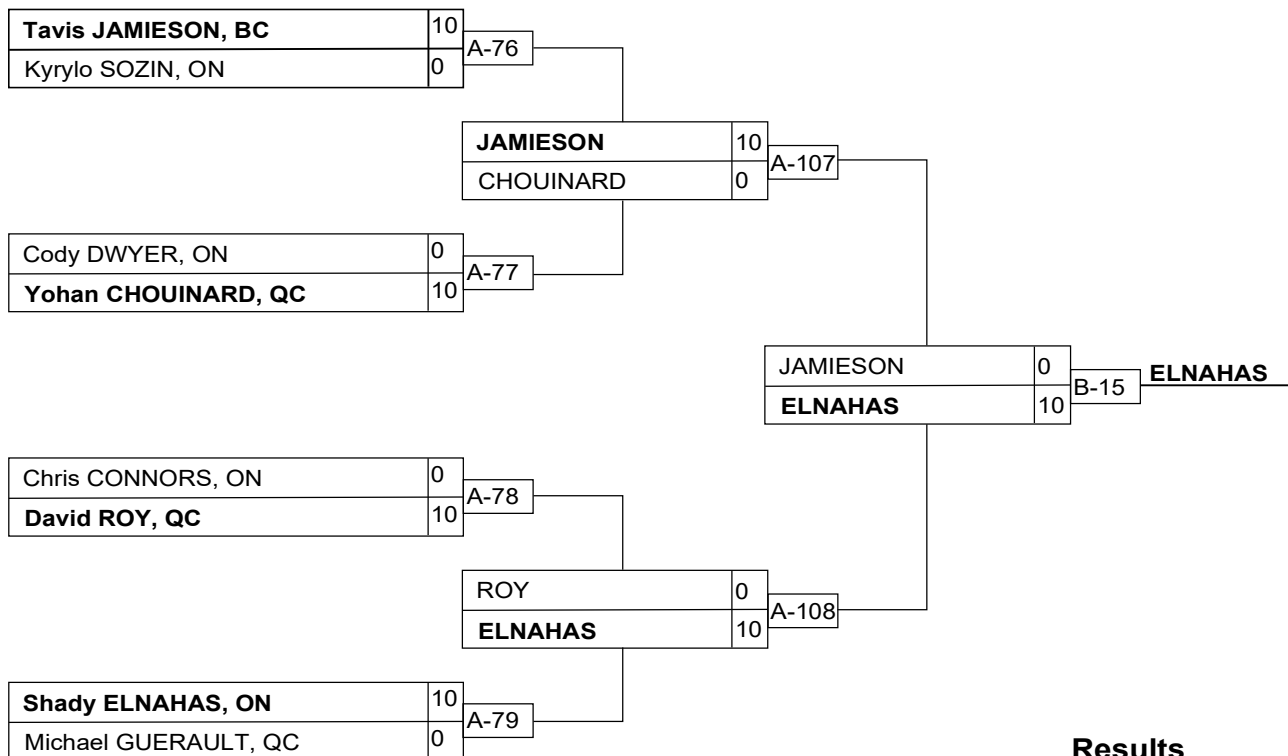 Tavis JAMIESON, BC 10
A-76
Kyrylo SOZIN, ON 0
JAMIESON 10
A-107
CHOUINARD 0
Cody DWYER, ON 0
A-77
Yohan CHOUINARD, QC 10
JAMIESON 0
B-15
ELNAHAS
ELNAHAS 10
Chris CONNORS, ON 0
A-78
David ROY, QC 10
ROY 0
A-108
ELNAHAS 10
Shady ELNAHAS, ON 10
A-79
Michael GUERAULT, QC 0
Results